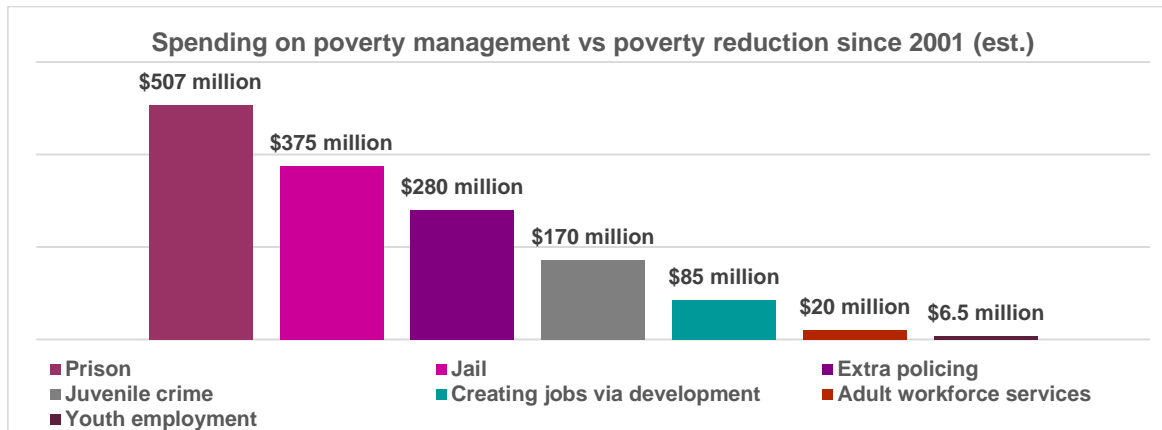 Spending on poverty management vs poverty reduction since 2001 (est.)
$507 million
$375 million
$280 million
$170 million
$85 million
$20 million
$6.5 million
Prison
Jail
Extra policing
Juvenile crime
Creating jobs via development
Adult workforce services
Youth employment